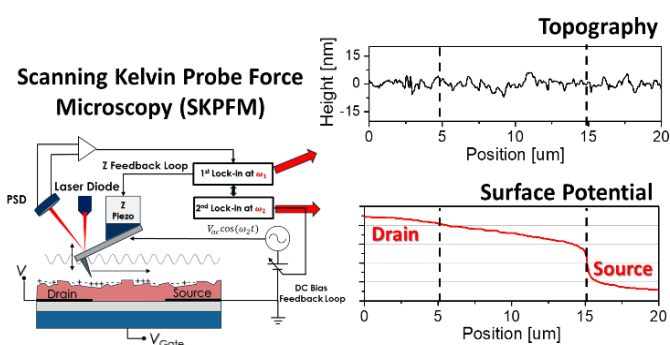 Scanning Kelvin Probe Force
Microscopy (SKPFM)
PSD
Laser Diode
Z Feedback Loop
Z
Piezo
1st Lock-in at ω₁
2nd Lock-in at ω₂
Vac cos(ω₂t)
DC Bias
Feedback Loop
V
Drain
Source
VGate
Topography
Height [nm]
15
0
-15
0 5 10 15 20
Position [um]
Surface Potential
Drain
Source
0 5 10 15 20
Position [um]